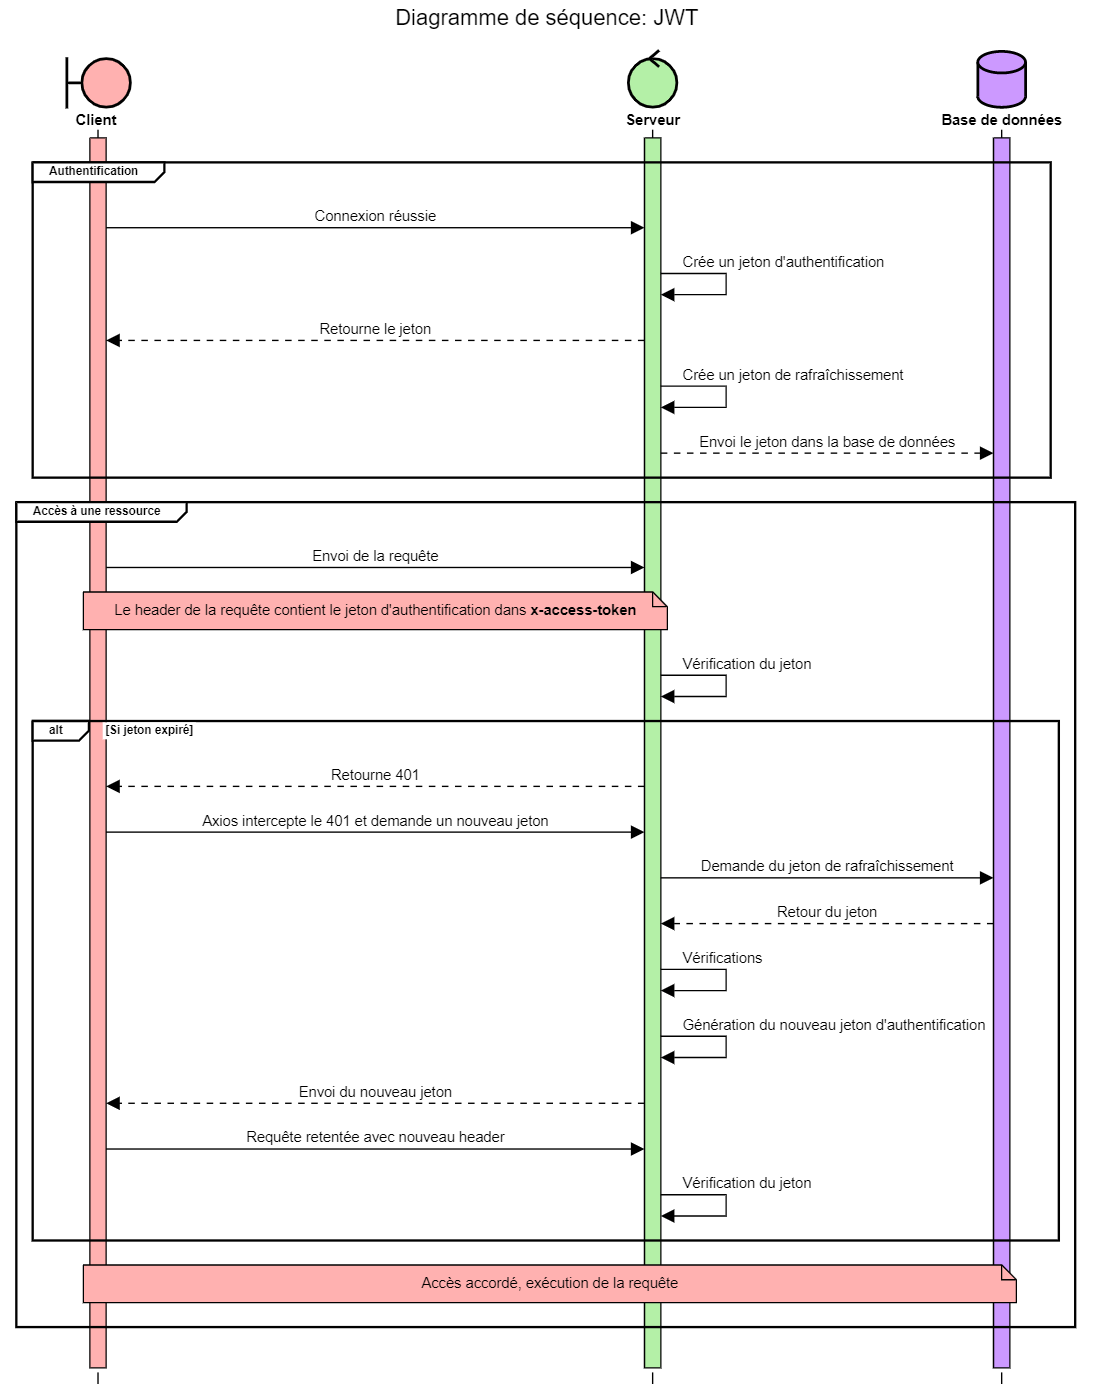 Diagramme de séquence: JWT
Client
Serveur
Base de données
Authentification
Connexion réussie
Crée un jeton d'authentification
Retourne le jeton
Crée un jeton de rafraîchissement
Envoi le jeton dans la base de données
Accès à une ressource
Envoi de la requête
Le header de la requête contient le jeton d'authentification dans x-access-token
Vérification du jeton
alt
[Si jeton expiré]
Retourne 401
Axios intercepte le 401 et demande un nouveau jeton
Demande du jeton de rafraîchissement
Retour du jeton
Vérifications
Génération du nouveau jeton d'authentification
Envoi du nouveau jeton
Requête retentée avec nouveau header
Vérification du jeton
Accès accordé, exécution de la requête